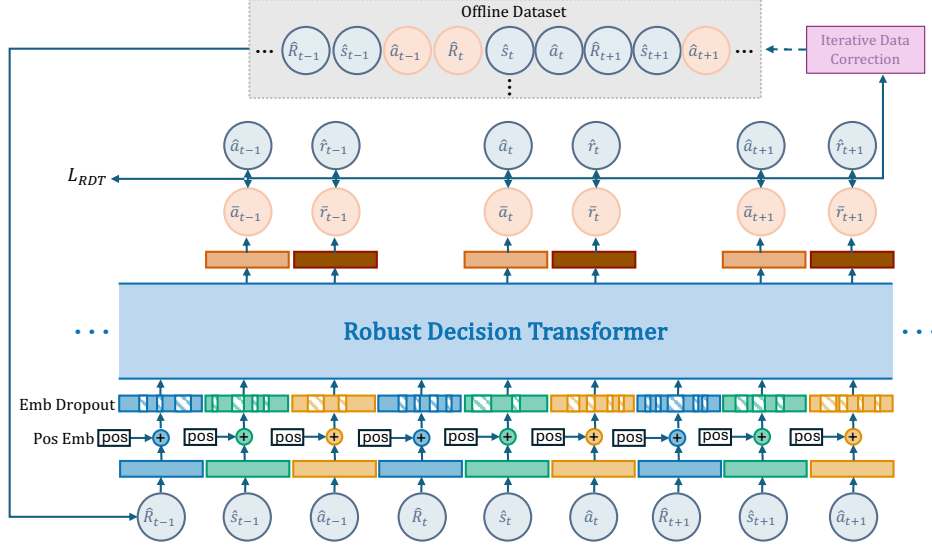 Offline Dataset
... R̂ₜ₋₁ ŝₜ₋₁ âₜ₋₁ R̂ₜ ŝₜ âₜ R̂ₜ₊₁ ŝₜ₊₁ âₜ₊₁ ...
⋮
Iterative Data
Correction
âₜ₋₁ r̂ₜ₋₁ âₜ r̂ₜ âₜ₊₁ r̂ₜ₊₁
L_{RDT}
āₜ₋₁ r̄ₜ₋₁ āₜ r̄ₜ āₜ₊₁ r̄ₜ₊₁
... Robust Decision Transformer ...
Emb Dropout
Pos Emb pos + pos + pos + pos + pos + pos + pos + pos + pos +
R̂ₜ₋₁ ŝₜ₋₁ âₜ₋₁ R̂ₜ ŝₜ âₜ R̂ₜ₊₁ ŝₜ₊₁ âₜ₊₁